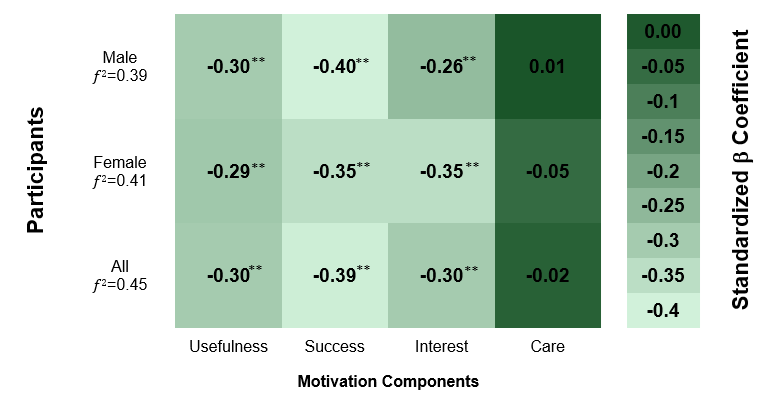 Participants
Male
f²=0.39
-0.30** -0.40** -0.26** 0.01
Female
f²=0.41
-0.29** -0.35** -0.35** -0.05
All
f²=0.45
-0.30** -0.39** -0.30** -0.02
Usefulness Success Interest Care
Motivation Components
0.00
-0.05
-0.1
-0.15
-0.2
-0.25
-0.3
-0.35
-0.4
Standardized β Coefficient